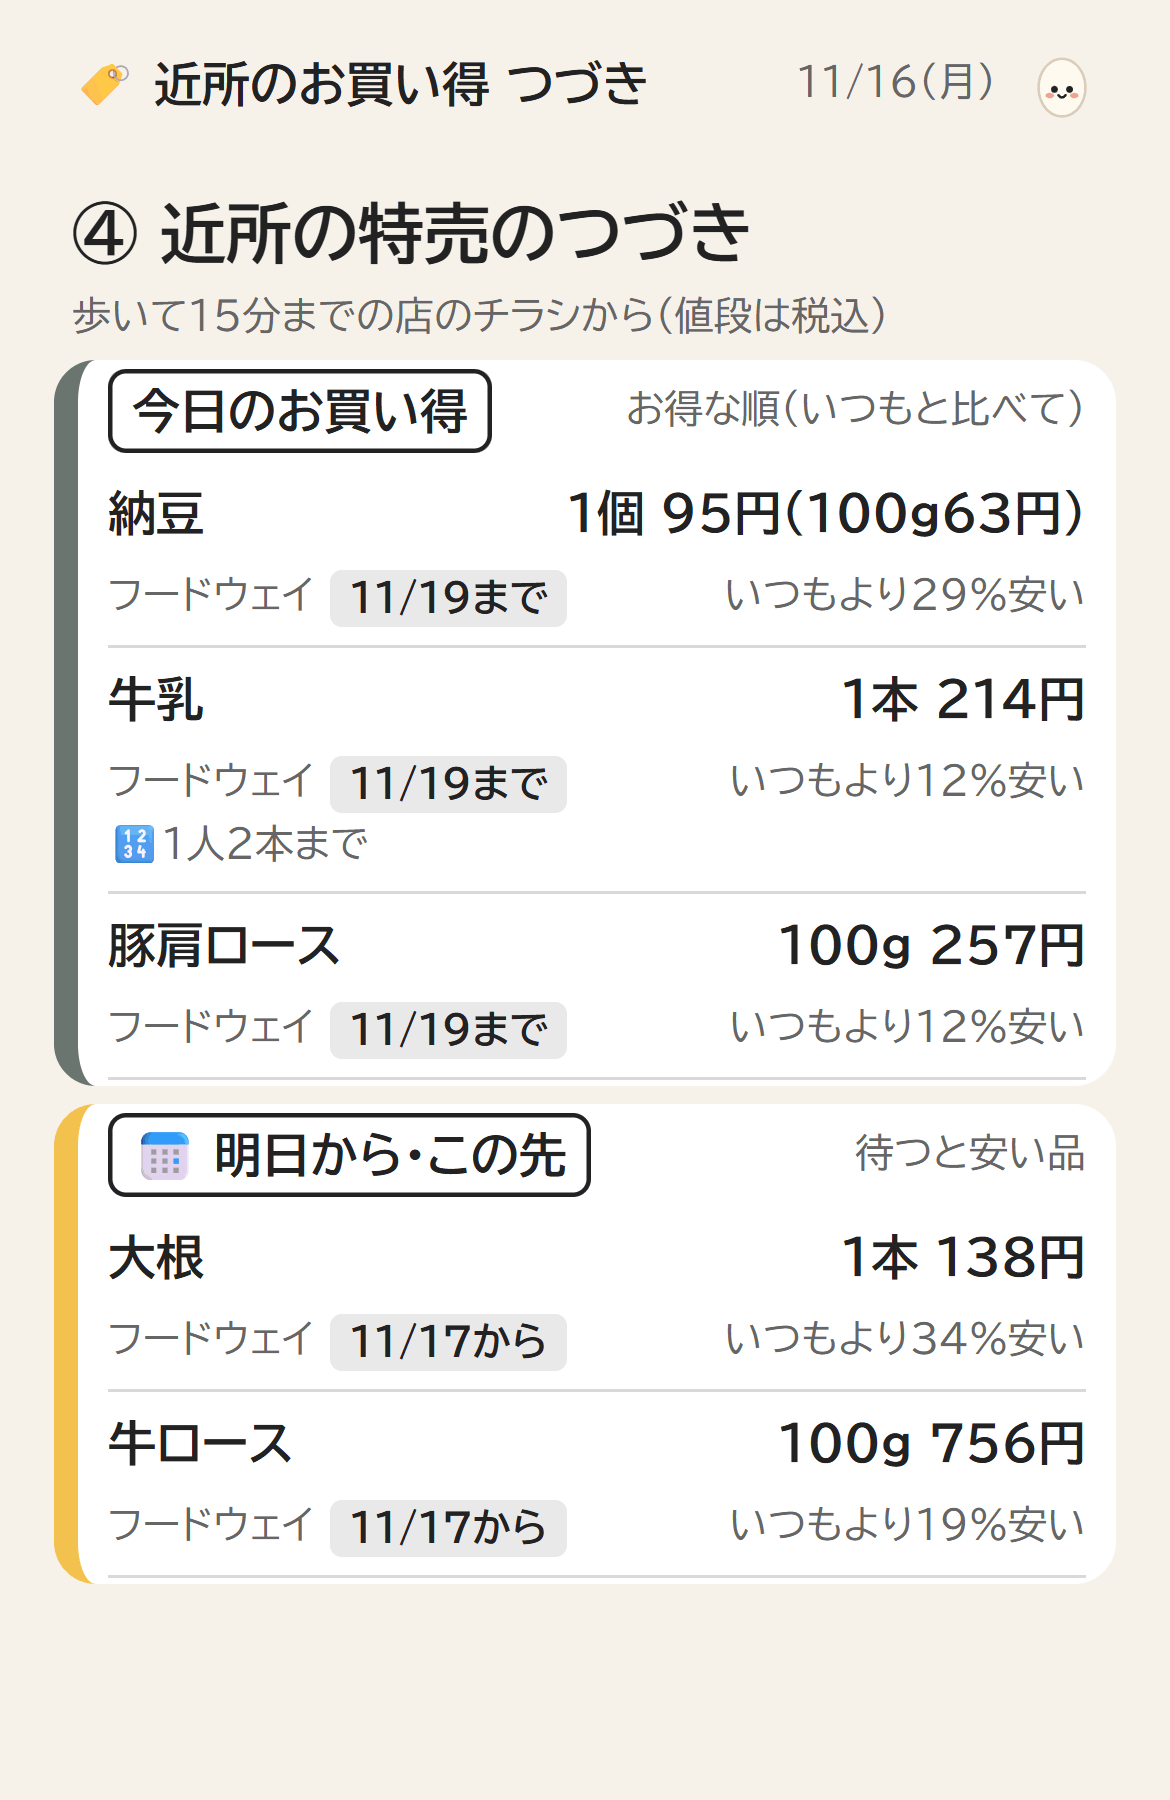 近所のお買い得 つづき 11/16(月)
④ 近所の特売のつづき
歩いて15分までの店のチラシから(値段は税込)
今日のお買い得 お得な順(いつもと比べて)
納豆 1個 95円(100g63円)
フードウェイ 11/19まで いつもより29%安い
牛乳 1本 214円
フードウェイ 11/19まで いつもより12%安い
🔢1人2本まで
豚肩ロース 100g 257円
フードウェイ 11/19まで いつもより12%安い
明日から・この先 待つと安い品
大根 1本 138円
フードウェイ 11/17から いつもより34%安い
牛ロース 100g 756円
フードウェイ 11/17から いつもより19%安い